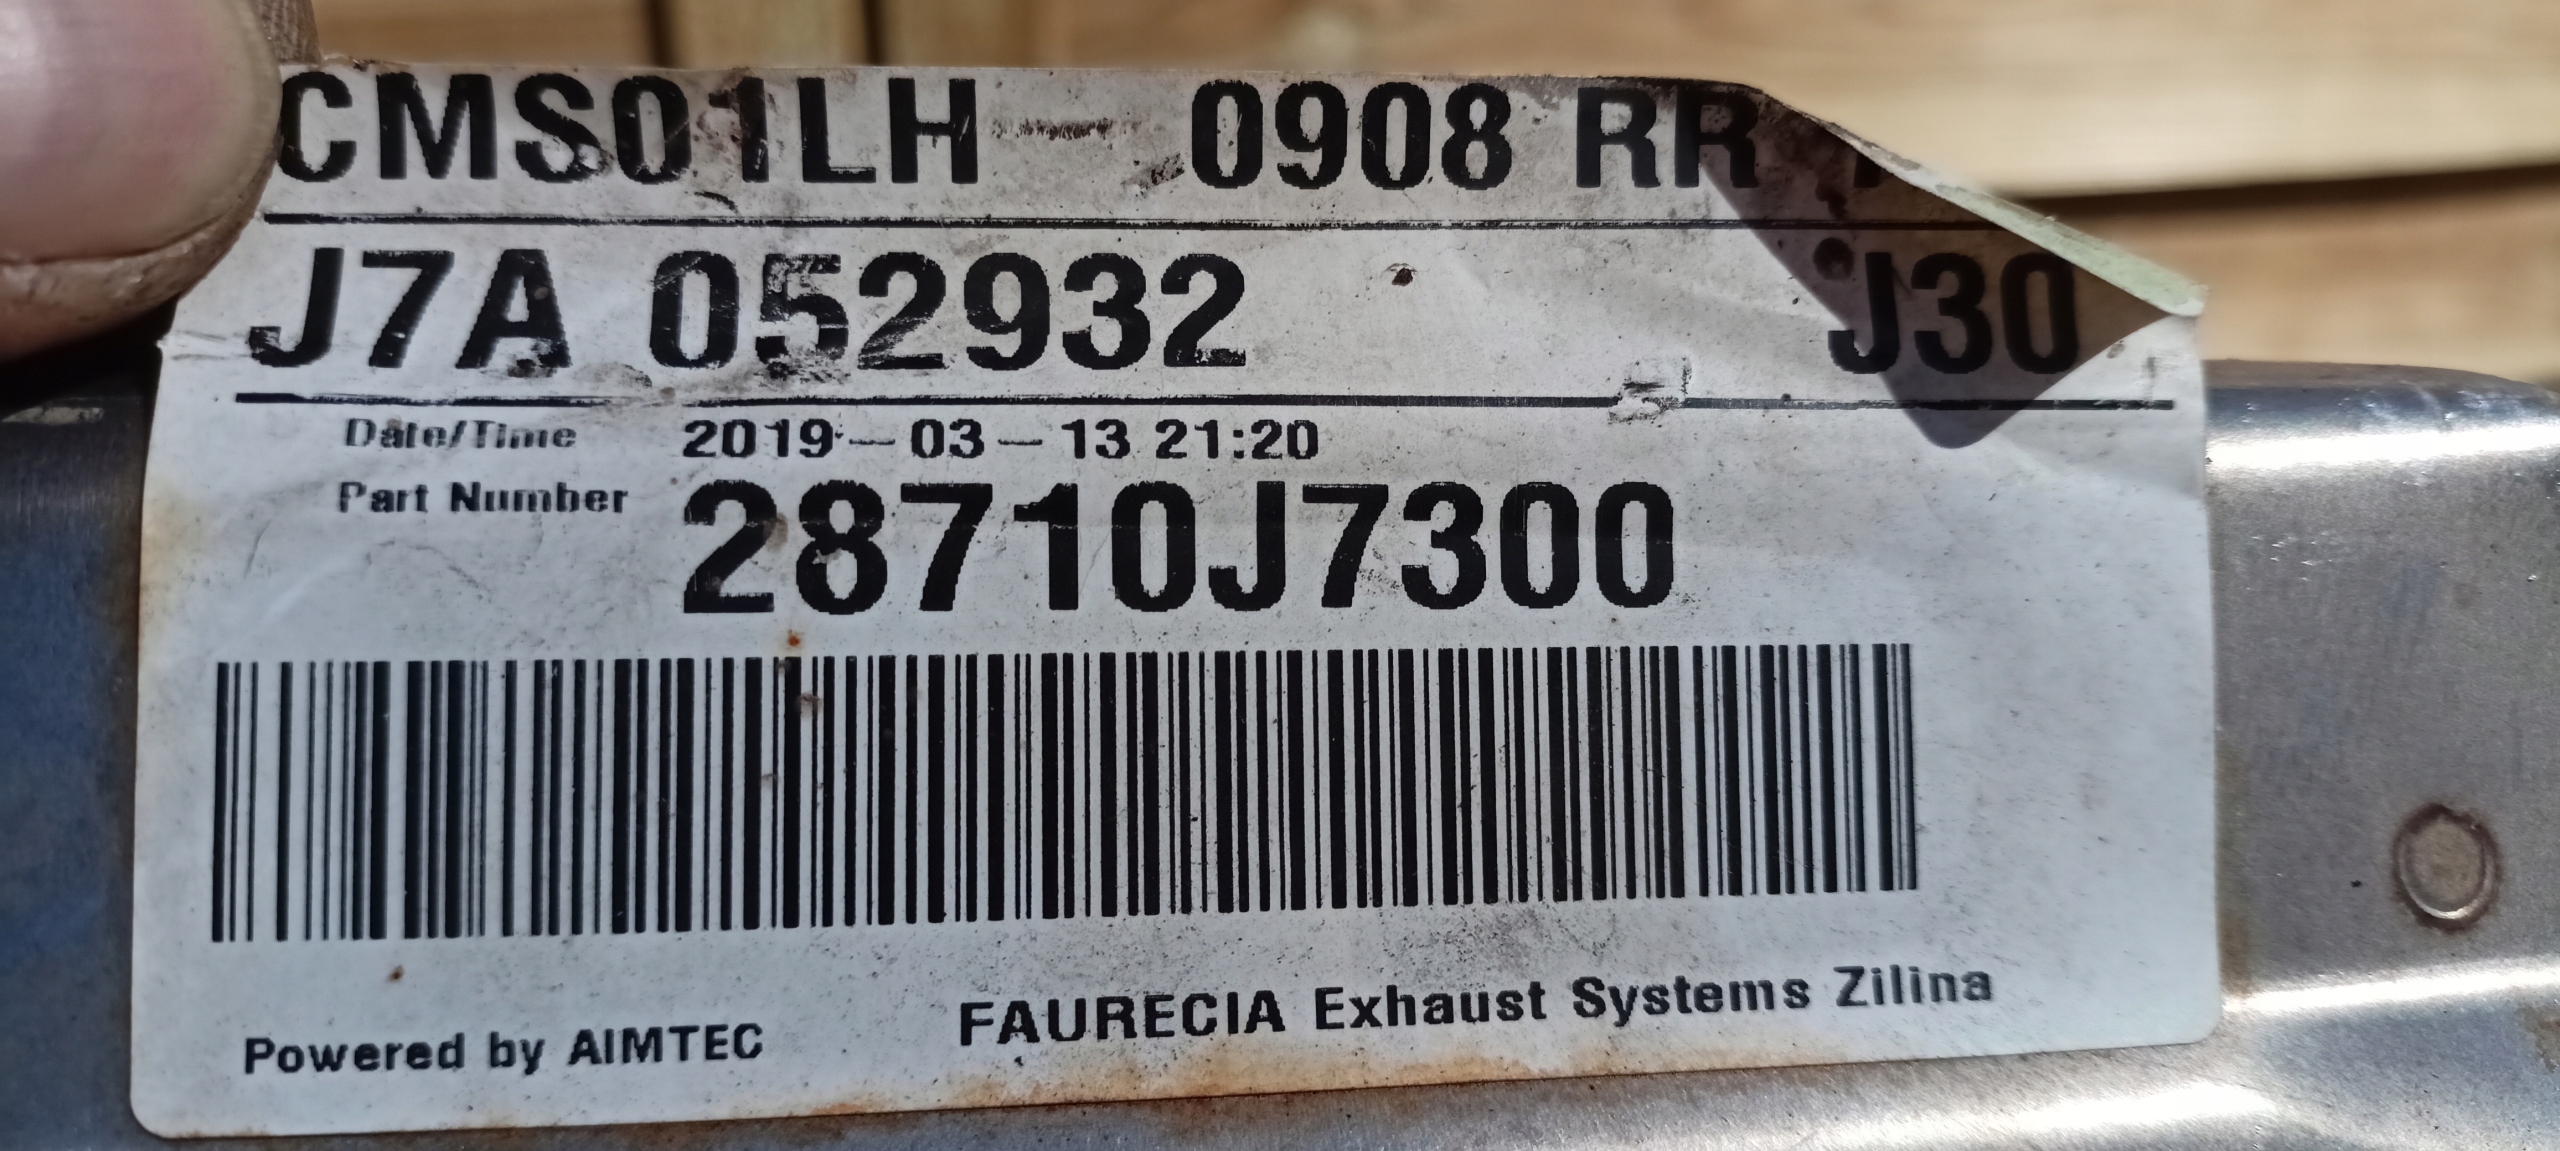 CMS01LH 0908 RR
J7A 052932 J30
Date/Time 2019-03-13 21:20
Part Number 28710J7300
Powered by AIMTEC FAURECIA Exhaust Systems Zilina